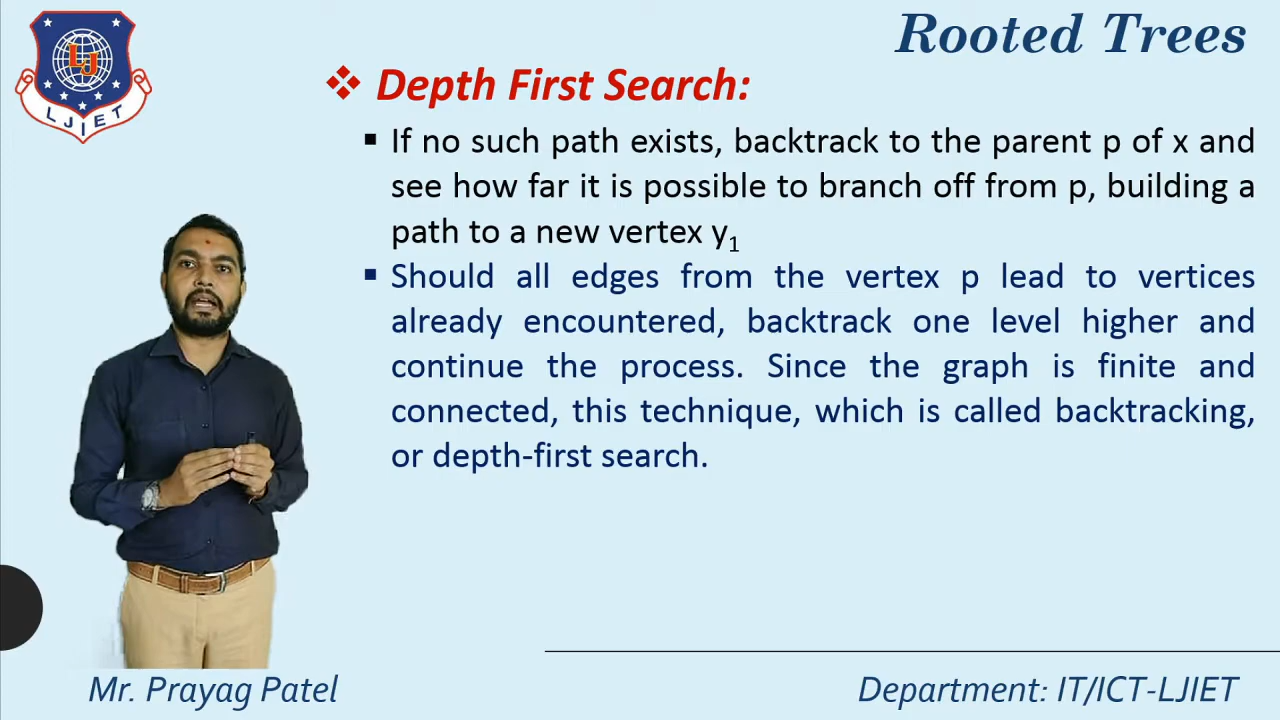 Rooted Trees
❖ Depth First Search:
▪ If no such path exists, backtrack to the parent p of x and
see how far it is possible to branch off from p, building a
path to a new vertex y₁
▪ Should all edges from the vertex p lead to vertices
already encountered, backtrack one level higher and
continue the process. Since the graph is finite and
connected, this technique, which is called backtracking,
or depth-first search.
LJ
LJIET
Mr. Prayag Patel
Department: IT/ICT-LJIET